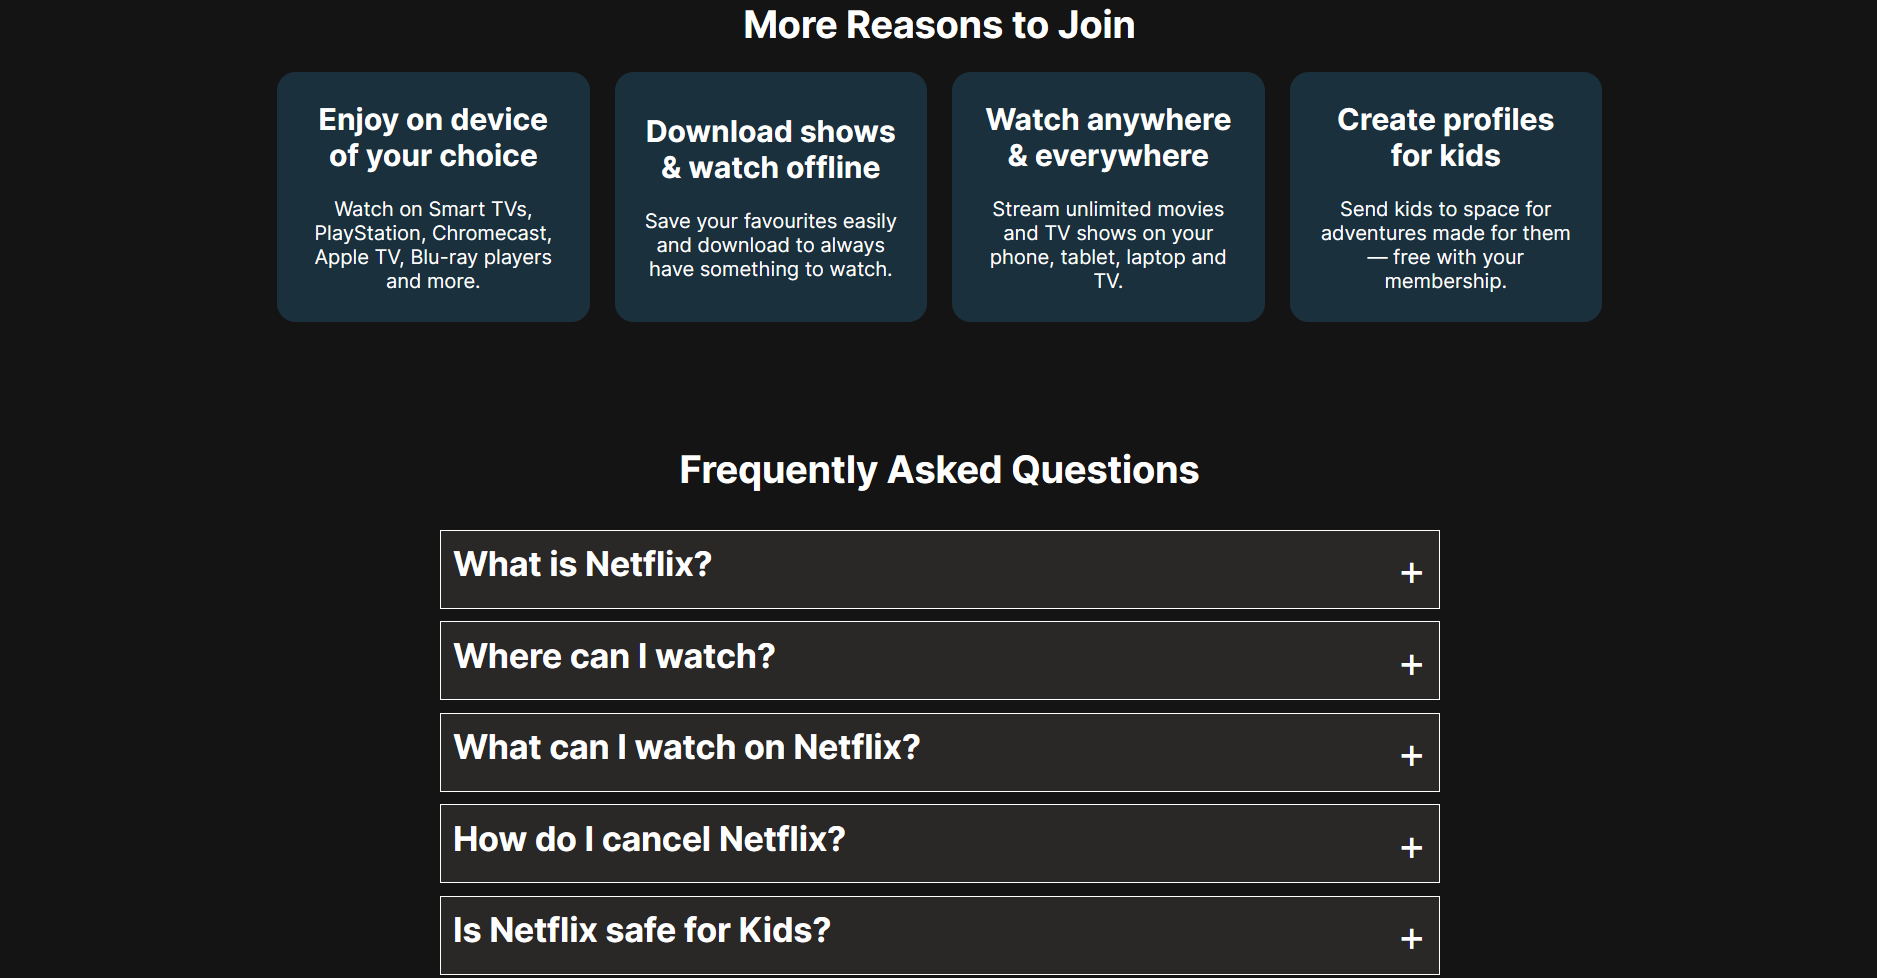 More Reasons to Join
Enjoy on device
of your choice
Watch on Smart TVs,
PlayStation, Chromecast,
Apple TV, Blu-ray players
and more.
Download shows
& watch offline
Save your favourites easily
and download to always
have something to watch.
Watch anywhere
& everywhere
Stream unlimited movies
and TV shows on your
phone, tablet, laptop and
TV.
Create profiles
for kids
Send kids to space for
adventures made for them
— free with your
membership.
Frequently Asked Questions
What is Netflix? +
Where can I watch? +
What can I watch on Netflix? +
How do I cancel Netflix? +
Is Netflix safe for Kids? +